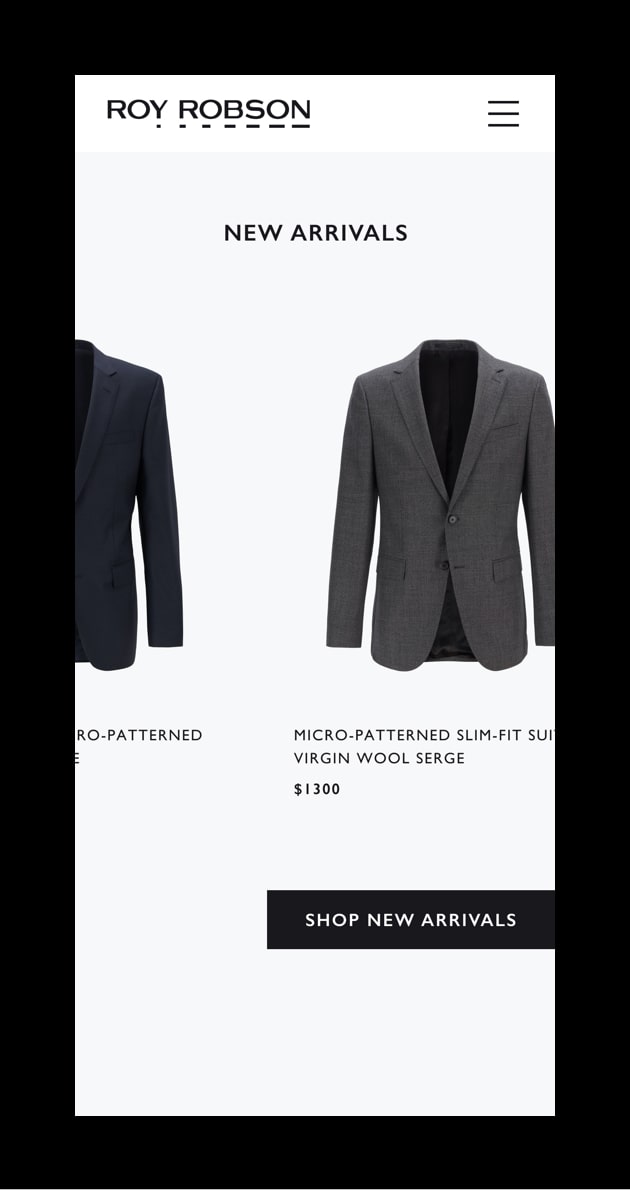 ROY ROBSON
NEW ARRIVALS
RO-PATTERNED
E
MICRO-PATTERNED SLIM-FIT SUI
VIRGIN WOOL SERGE
$1300
SHOP NEW ARRIVALS